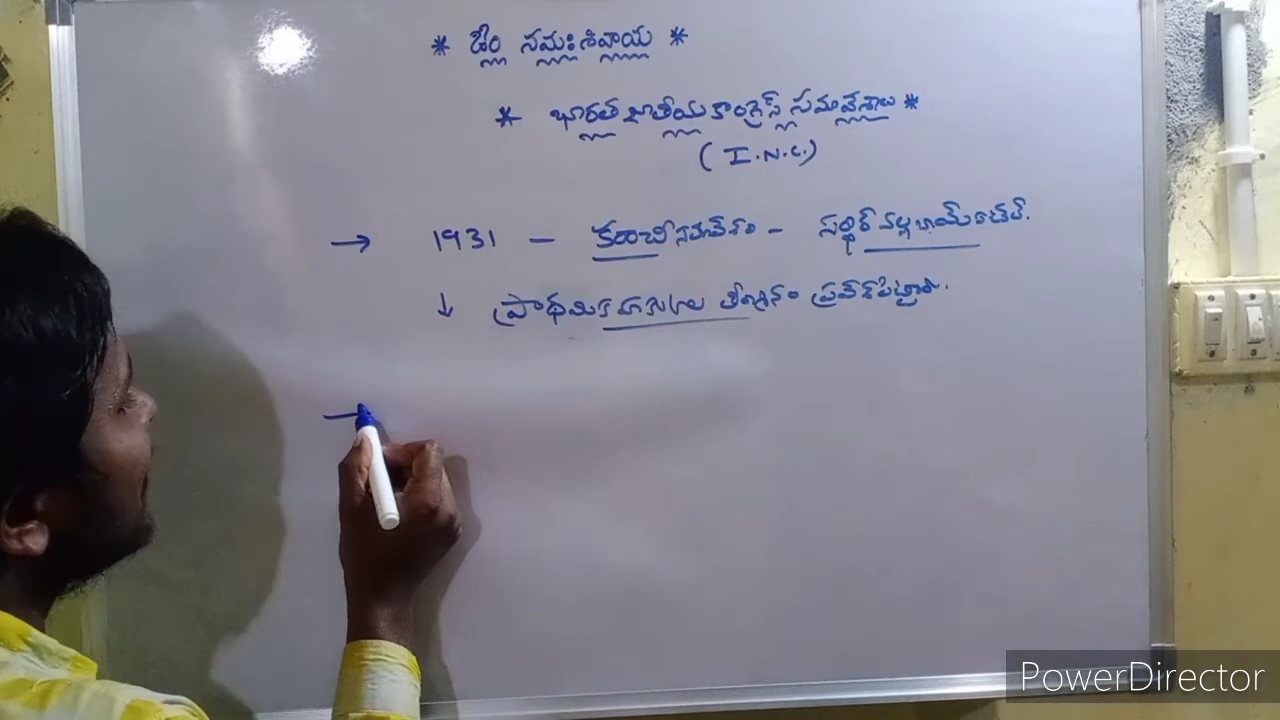 * ఓం నమఃశివాయ *
* భారత జాతీయ కాంగ్రెస్ సమావేశాలు *
( I.N.C.)
→ 1931 – కరాచీ సమావేశం – సర్ధార్ వల్లభాయ్ పటేల్.
↓ ప్రాథమిక హక్కుల తీర్మానం ప్రవేశపెట్టారు.
PowerDirector